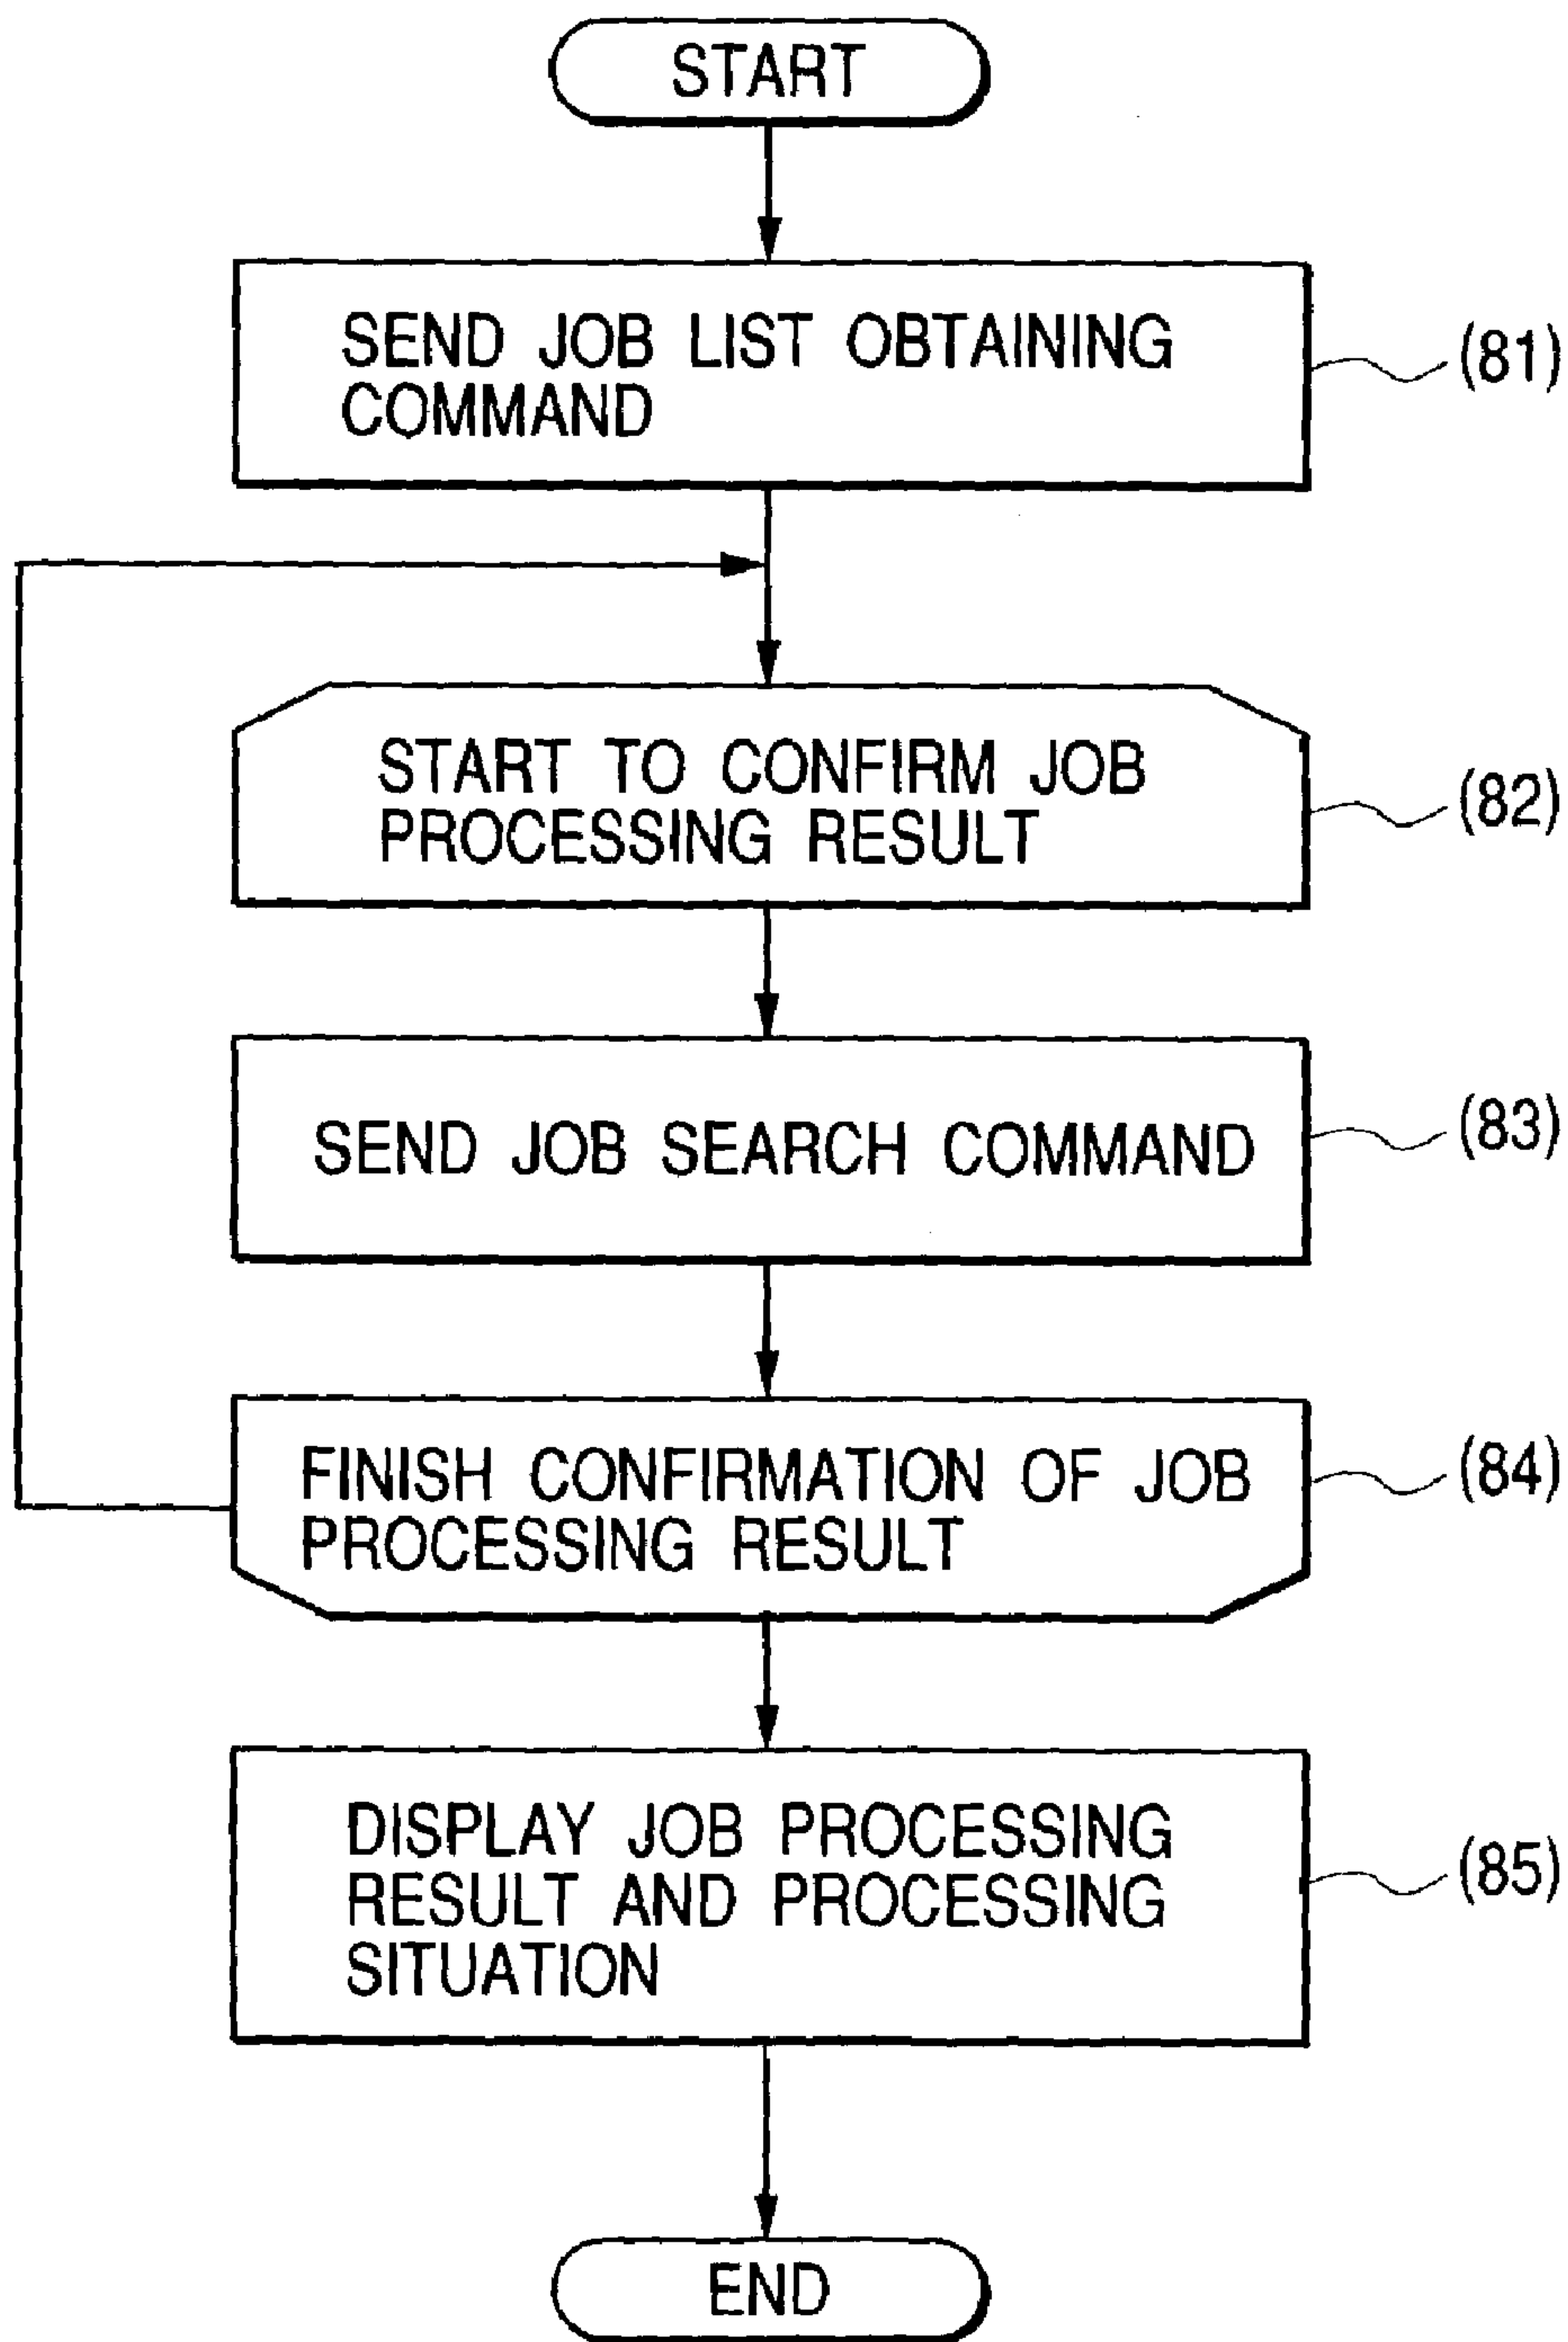 START
SEND JOB LIST OBTAINING
COMMAND
(81)
START TO CONFIRM JOB
PROCESSING RESULT
(82)
SEND JOB SEARCH COMMAND
(83)
FINISH CONFIRMATION OF JOB
PROCESSING RESULT
(84)
DISPLAY JOB PROCESSING
RESULT AND PROCESSING
SITUATION
(85)
END